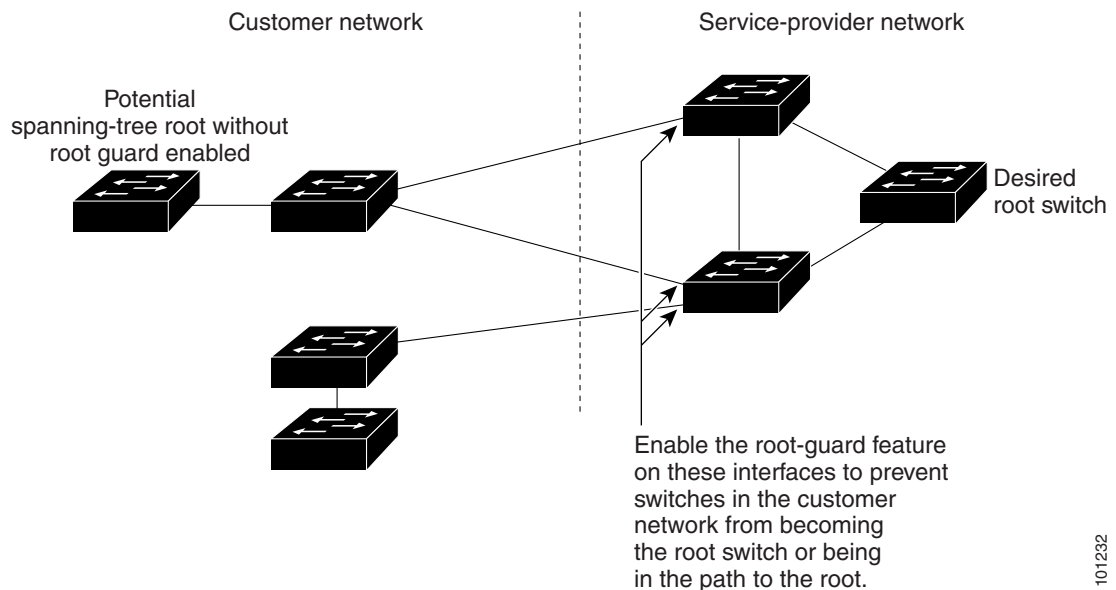 Customer network
Service-provider network
Potential
spanning-tree root without
root guard enabled
Desired
root switch
Enable the root-guard feature
on these interfaces to prevent
switches in the customer
network from becoming
the root switch or being
in the path to the root.
101232